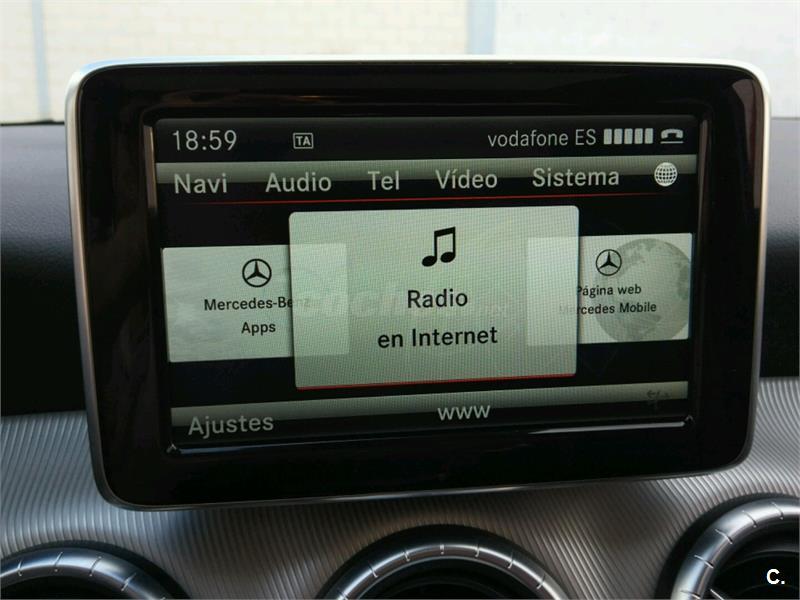 18:59 TA vodafone ES
Navi Audio Tel Vídeo Sistema
Mercedes-Benz
Apps
Radio
en Internet
Página web
Mercedes Mobile
Ajustes www
C.